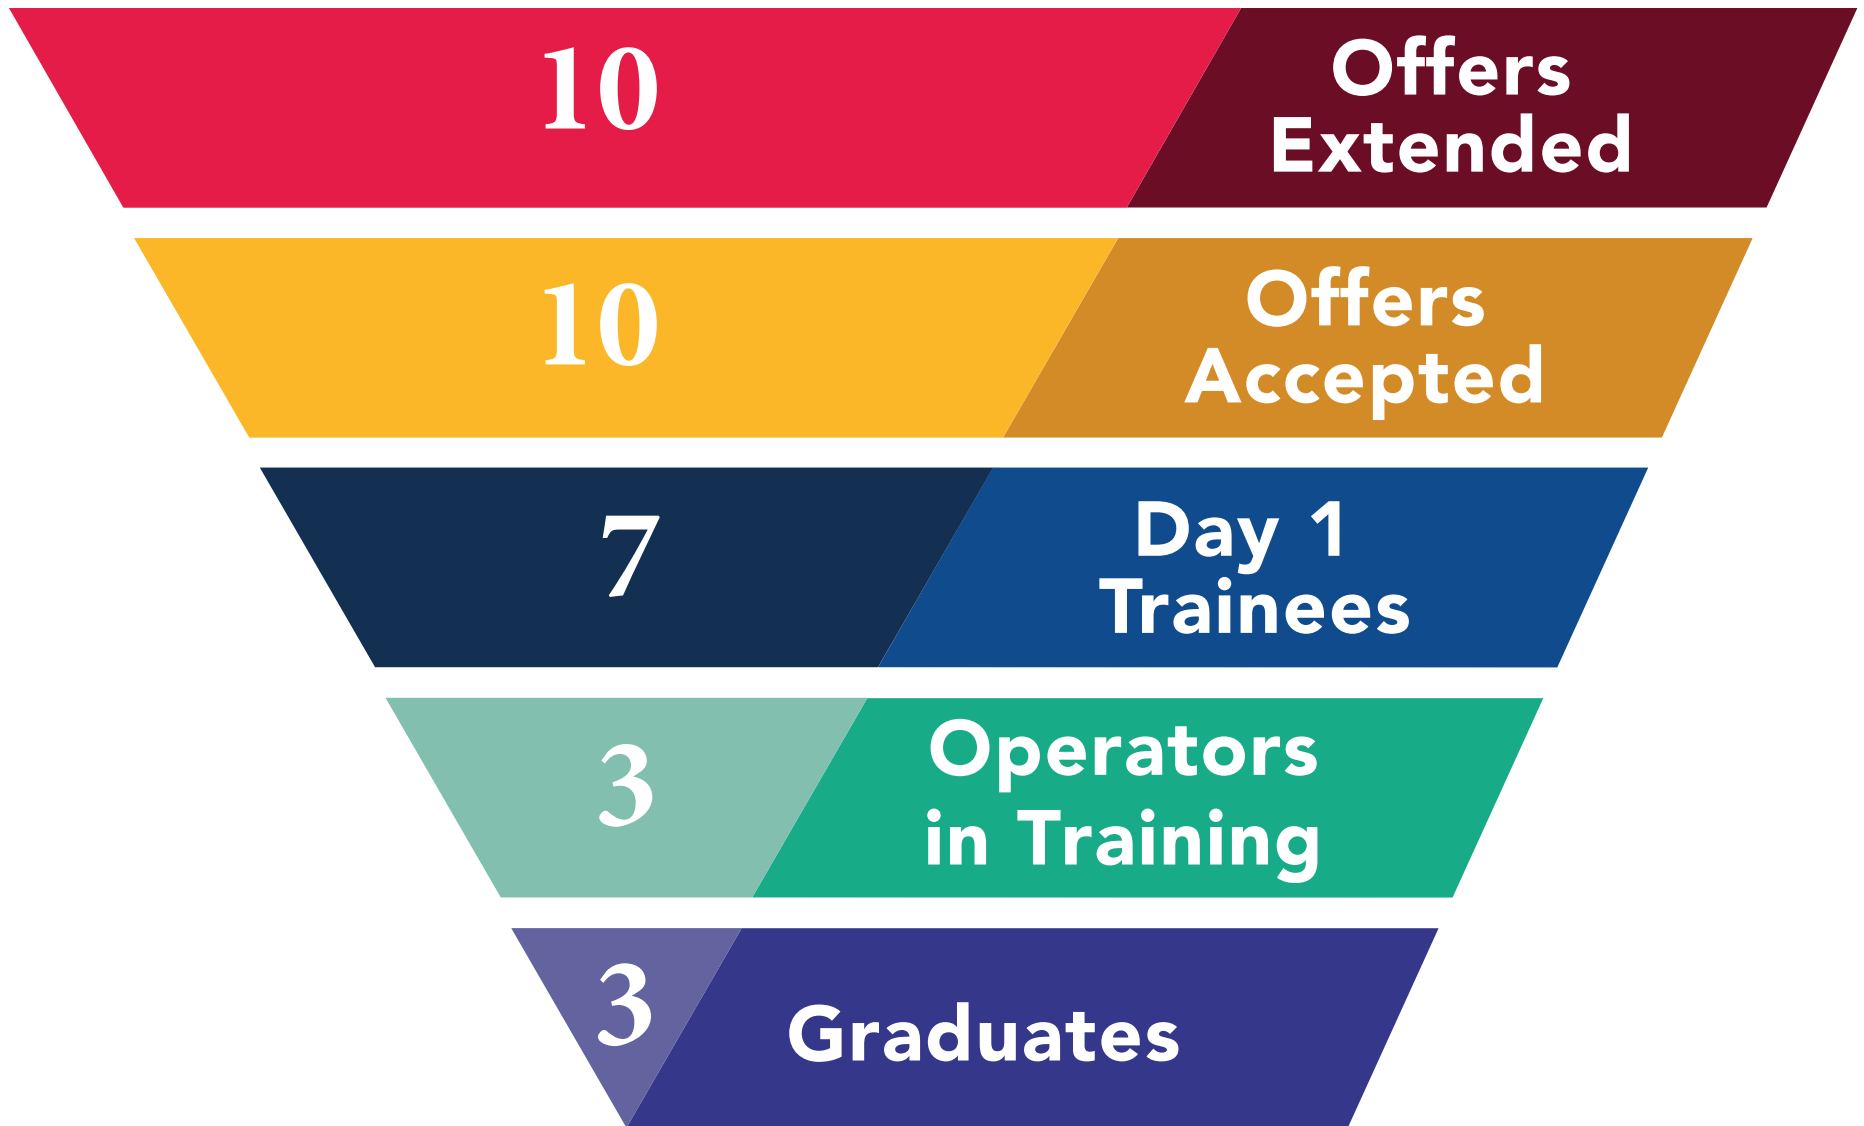 10
Offers
Extended
10
Offers
Accepted
7
Day 1
Trainees
3
Operators
in Training
3
Graduates